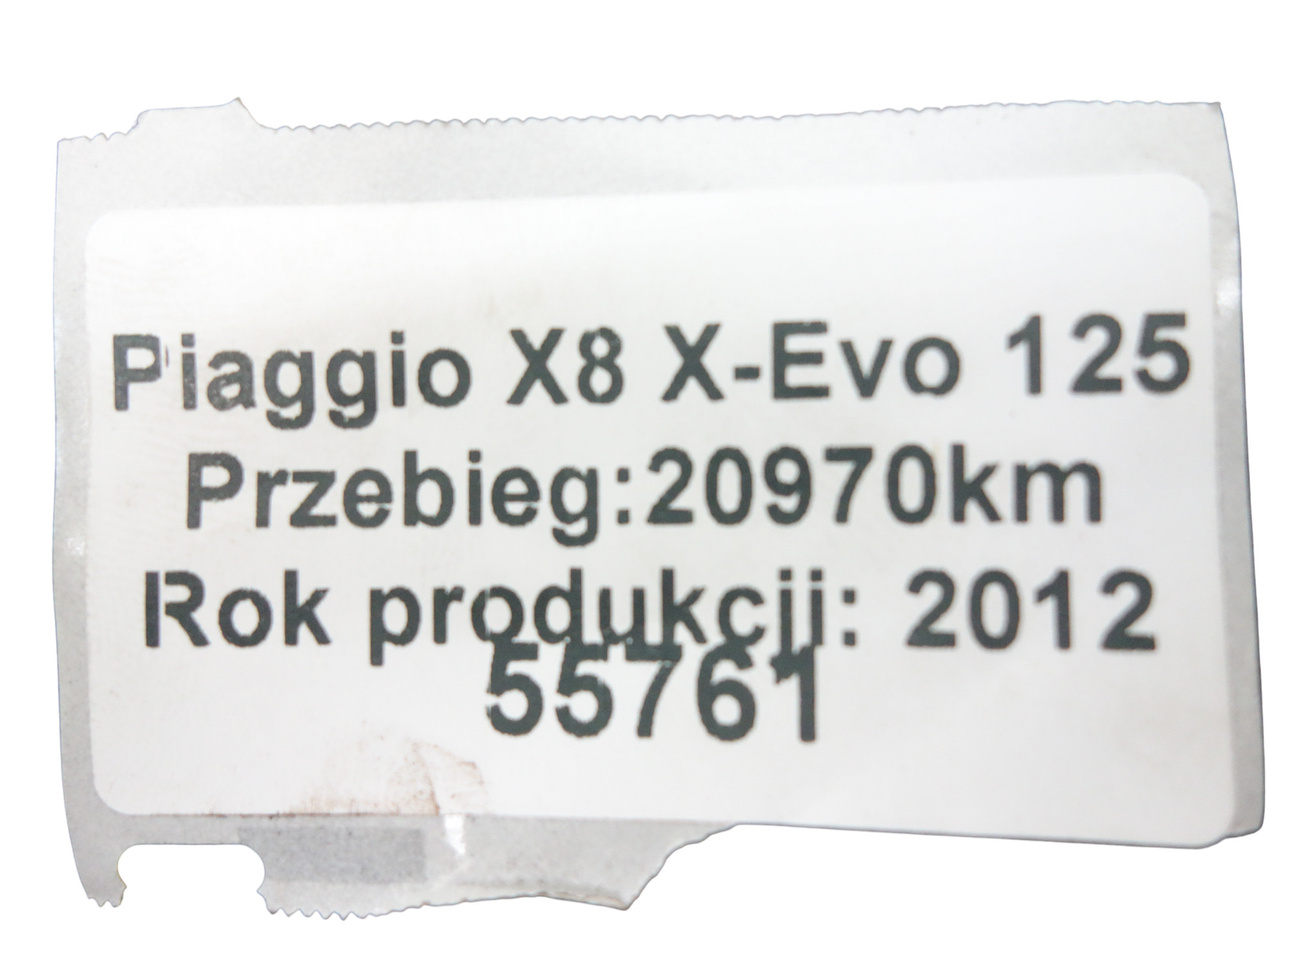 Piaggio X8 X-Evo 125
Przebieg:20970km
Rok produkcji: 2012
55761